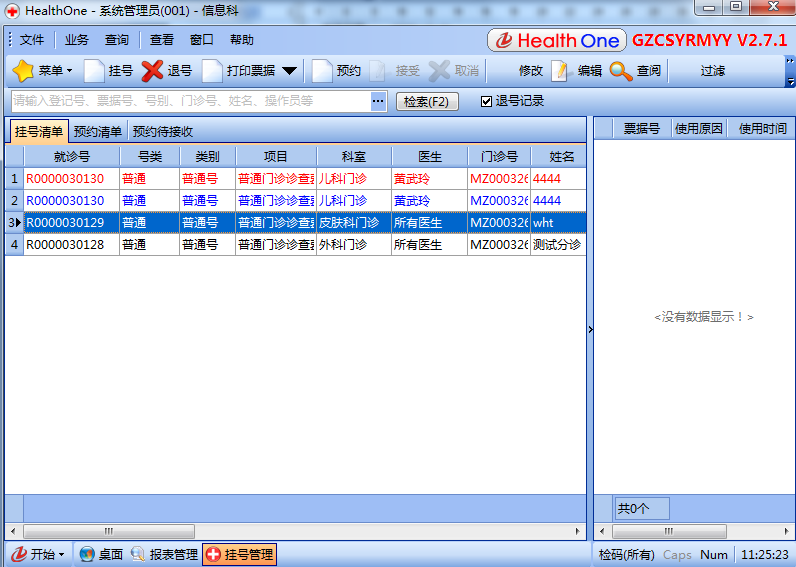 HealthOne - 系统管理员(001) - 信息科
文件 业务 查询 查看 窗口 帮助 Health One GZCSYRMYY V2.7.1
菜单 挂号 退号 打印票据 预约 接受 取消 修改 编辑 查阅 过滤
请输入登记号、票据号、号别、门诊号、姓名、操作员等 ... 检索(F2) 退号记录
挂号清单 预约清单 预约待接收
就诊号 号类 类别 项目 科室 医生 门诊号 姓名
1 R0000030130 普通 普通号 普通门诊诊查 儿科门诊 黄武玲 MZ000326 4444
2 R0000030130 普通 普通号 普通门诊诊查 儿科门诊 黄武玲 MZ000326 4444
3 R0000030129 普通 普通号 普通门诊诊查 皮肤科门诊 所有医生 MZ000326 wht
4 R0000030128 普通 普通号 普通门诊诊查 外科门诊 所有医生 MZ000326 测试分诊
票据号 使用原因 使用时间
<没有数据显示！>
共0个
开始 桌面 报表管理 挂号管理 检码(所有) Caps Num 11:25:23